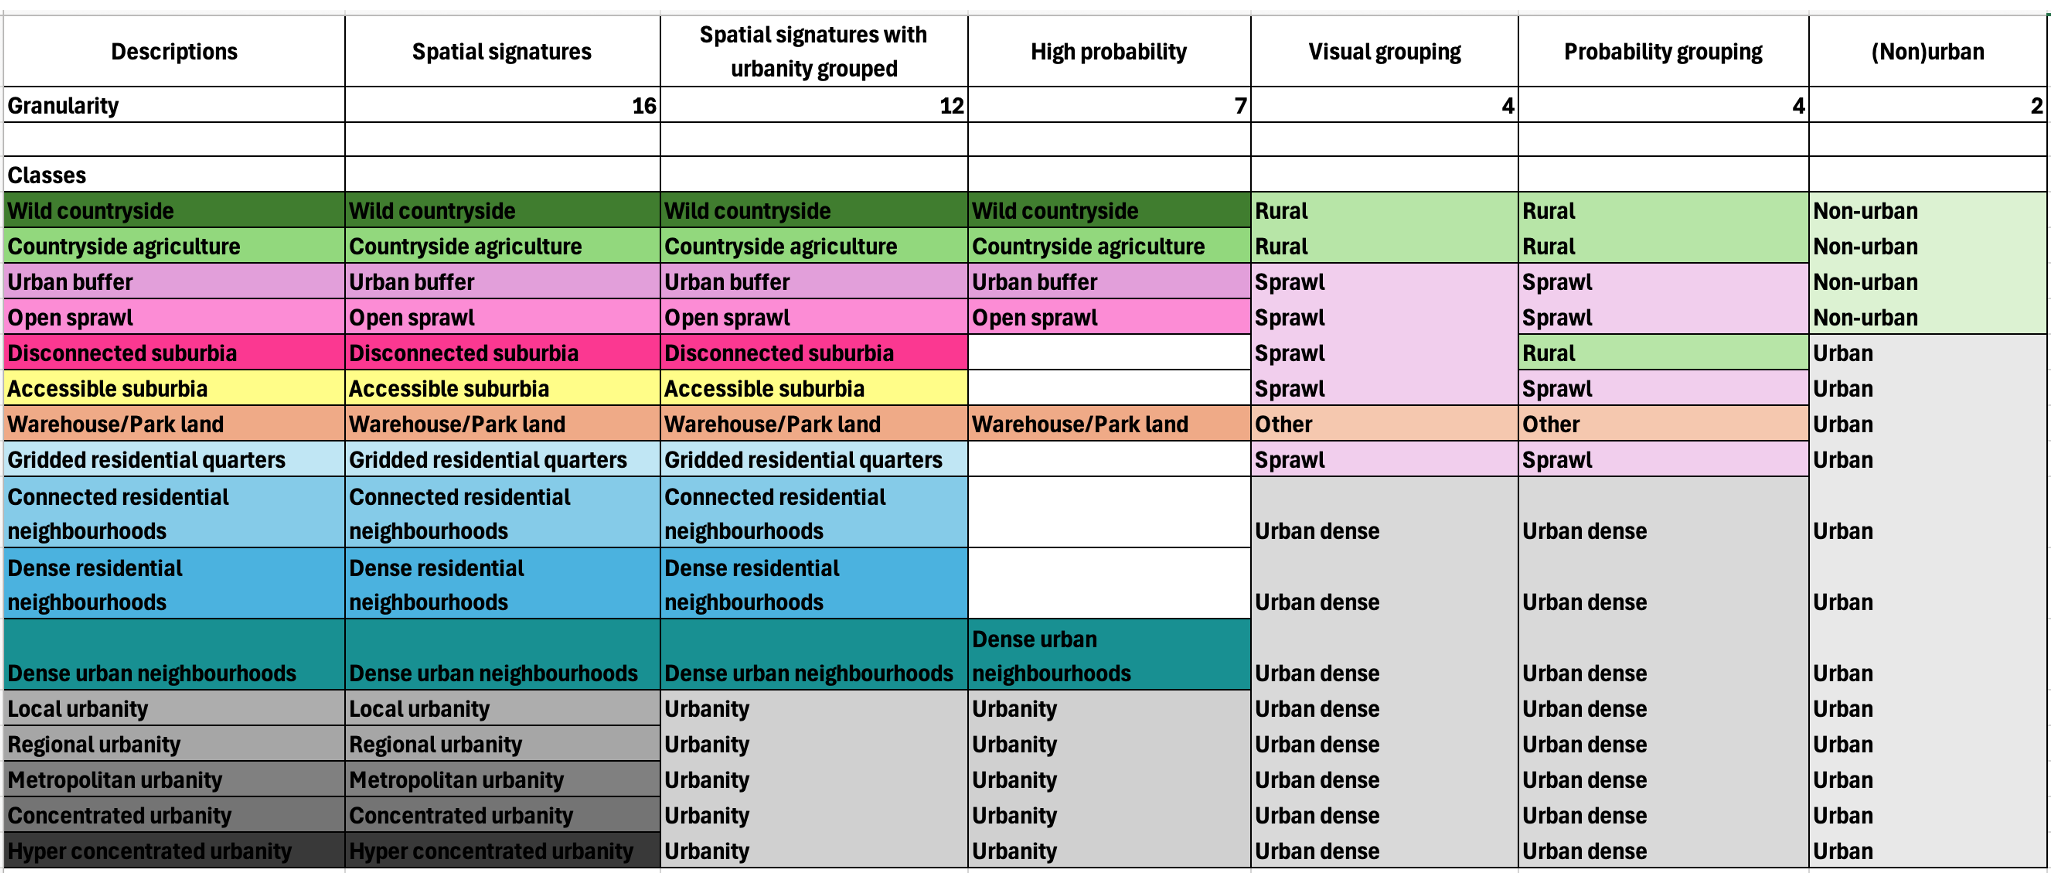 Descriptions Spatial signatures Spatial signatures with urbanity grouped High probability Visual grouping Probability grouping (Non)urban
Granularity 16 12 7 4 4 2
Classes
Wild countryside Wild countryside Wild countryside Wild countryside Rural Rural Non-urban
Countryside agriculture Countryside agriculture Countryside agriculture Countryside agriculture Rural Rural Non-urban
Urban buffer Urban buffer Urban buffer Urban buffer Sprawl Sprawl Non-urban
Open sprawl Open sprawl Open sprawl Open sprawl Sprawl Sprawl Non-urban
Disconnected suburbia Disconnected suburbia Disconnected suburbia Sprawl Rural Urban
Accessible suburbia Accessible suburbia Accessible suburbia Sprawl Sprawl Urban
Warehouse/Park land Warehouse/Park land Warehouse/Park land Warehouse/Park land Other Other Urban
Gridded residential quarters Gridded residential quarters Gridded residential quarters Sprawl Sprawl Urban
Connected residential neighbourhoods Connected residential neighbourhoods Connected residential neighbourhoods Urban dense Urban dense Urban
Dense residential neighbourhoods Dense residential neighbourhoods Dense residential neighbourhoods Urban dense Urban dense Urban
Dense urban neighbourhoods Dense urban neighbourhoods Dense urban neighbourhoods Dense urban neighbourhoods Urban dense Urban dense Urban
Local urbanity Local urbanity Urbanity Urbanity Urban dense Urban dense Urban
Regional urbanity Regional urbanity Urbanity Urbanity Urban dense Urban dense Urban
Metropolitan urbanity Metropolitan urbanity Urbanity Urbanity Urban dense Urban dense Urban
Concentrated urbanity Concentrated urbanity Urbanity Urbanity Urban dense Urban dense Urban
Hyper concentrated urbanity Hyper concentrated urbanity Urbanity Urbanity Urban dense Urban dense Urban